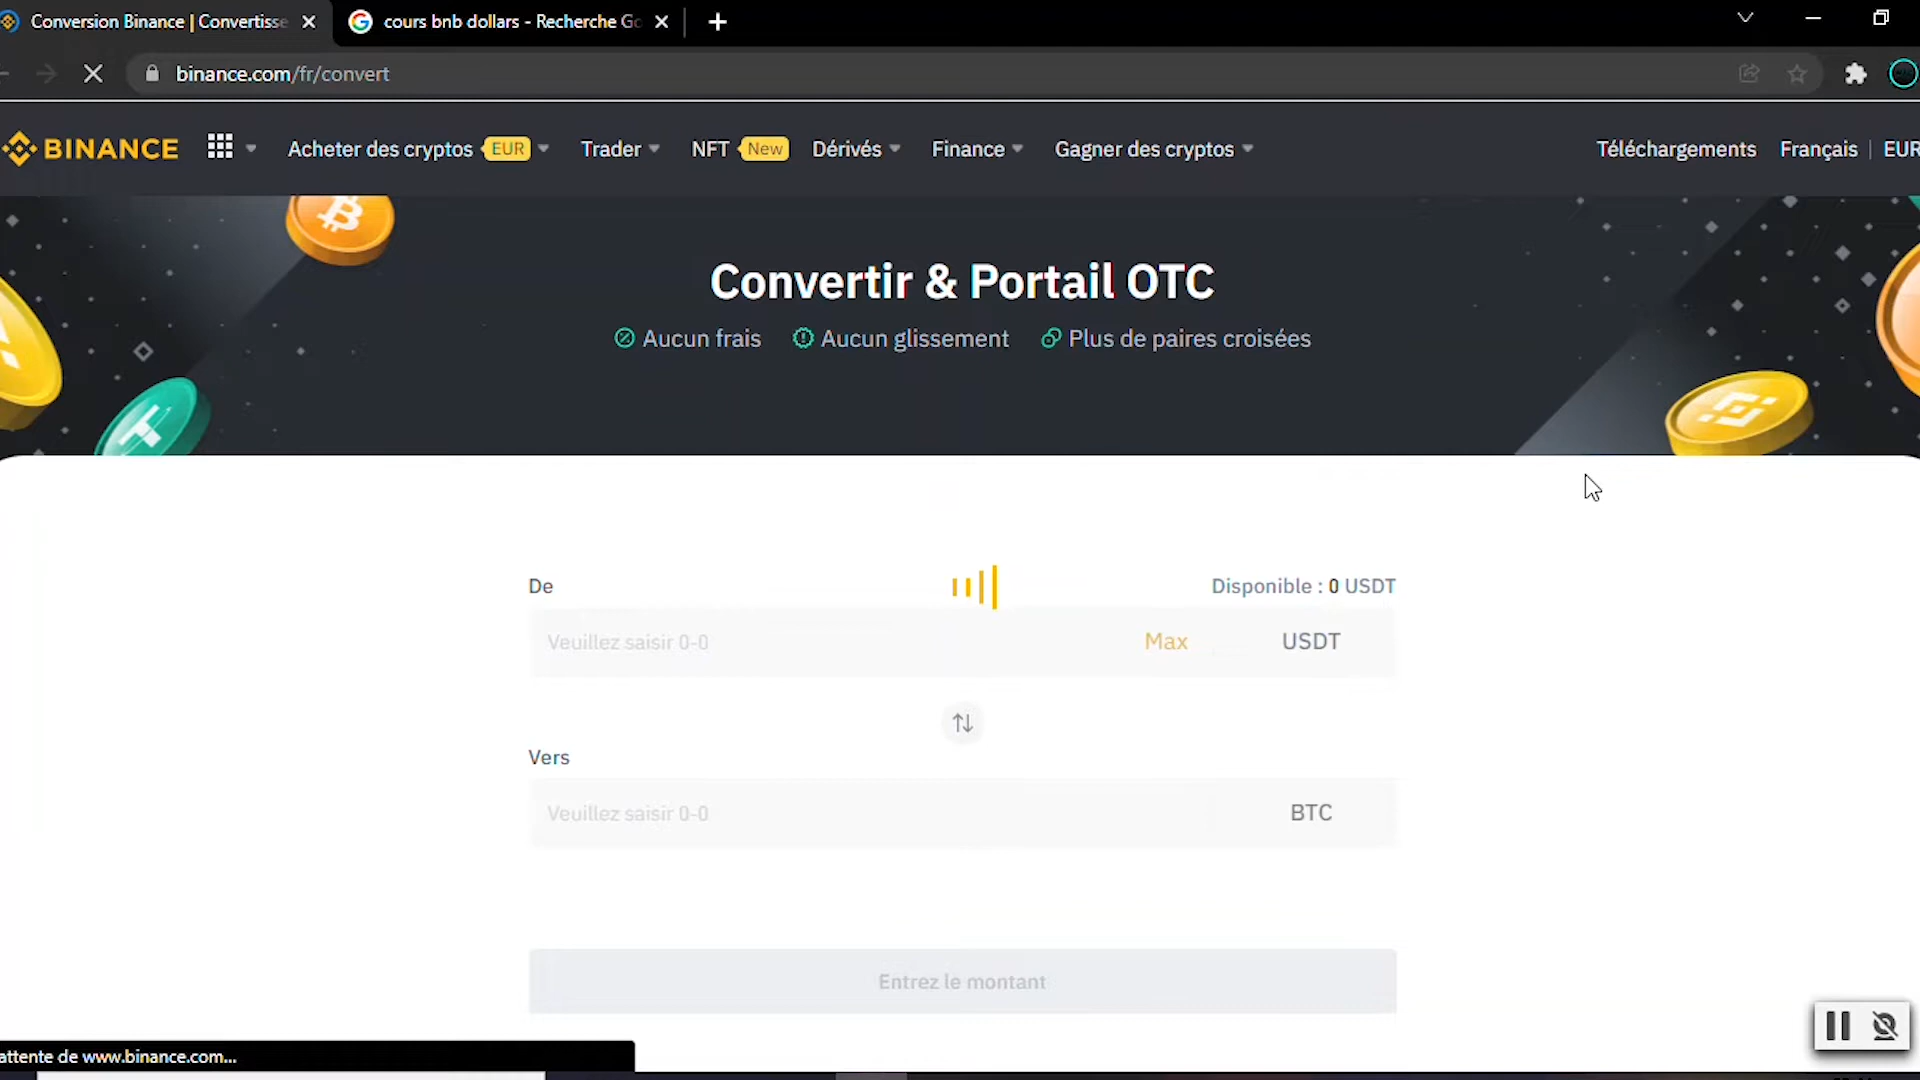 Conversion Binance | Convertisse
cours bnb dollars - Recherche Go
binance.com/fr/convert
BINANCE
Acheter des cryptos EUR
Trader
NFT New
Dérivés
Finance
Gagner des cryptos
Téléchargements
Français | EUR
Convertir & Portail OTC
Aucun frais
Aucun glissement
Plus de paires croisées
De
Disponible : 0 USDT
Veuillez saisir 0-0
Max
USDT
Vers
Veuillez saisir 0-0
BTC
Entrez le montant
attente de www.binance.com...